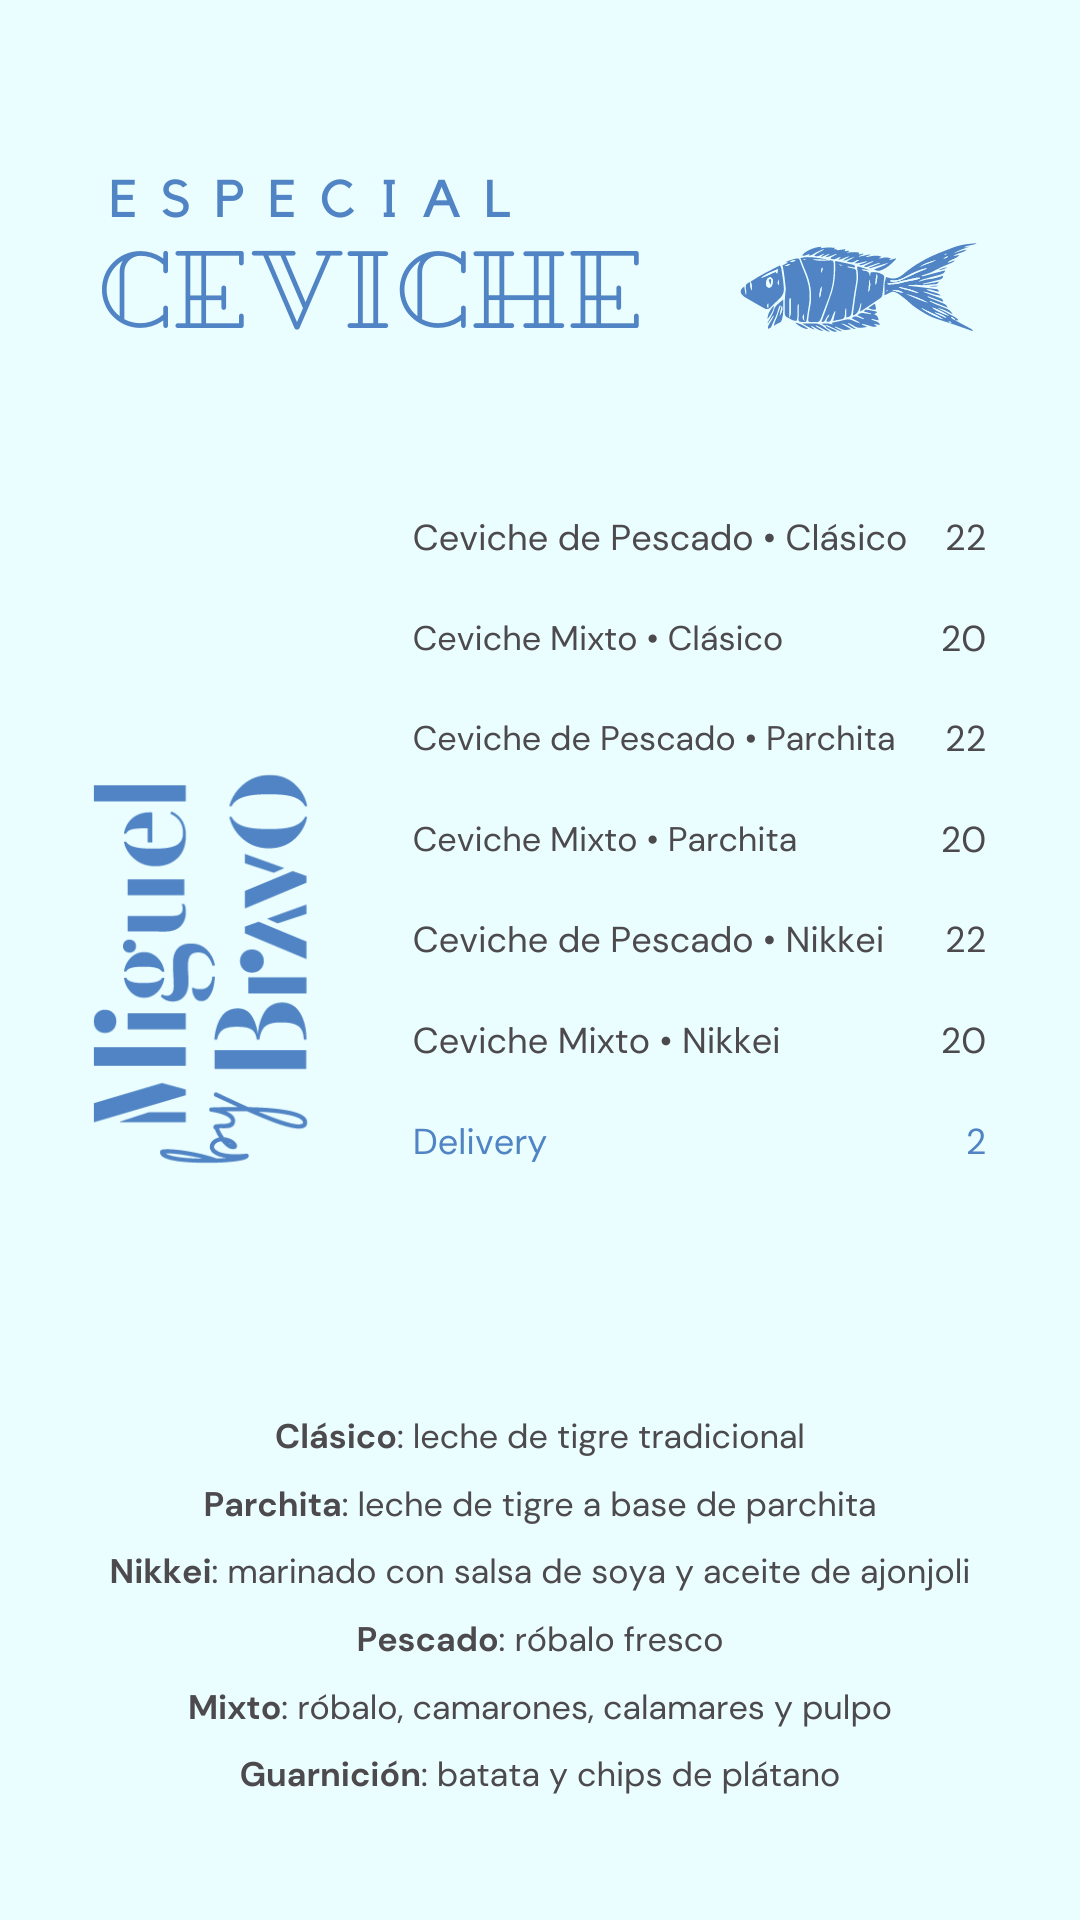 ESPECIAL
CEVICHE
Ceviche de Pescado • Clásico 22
Ceviche Mixto • Clásico 20
Ceviche de Pescado • Parchita 22
Ceviche Mixto • Parchita 20
Ceviche de Pescado • Nikkei 22
Ceviche Mixto • Nikkei 20
Delivery 2
Miguel
by Bravo
Clásico: leche de tigre tradicional
Parchita: leche de tigre a base de parchita
Nikkei: marinado con salsa de soya y aceite de ajonjoli
Pescado: róbalo fresco
Mixto: róbalo, camarones, calamares y pulpo
Guarnición: batata y chips de plátano